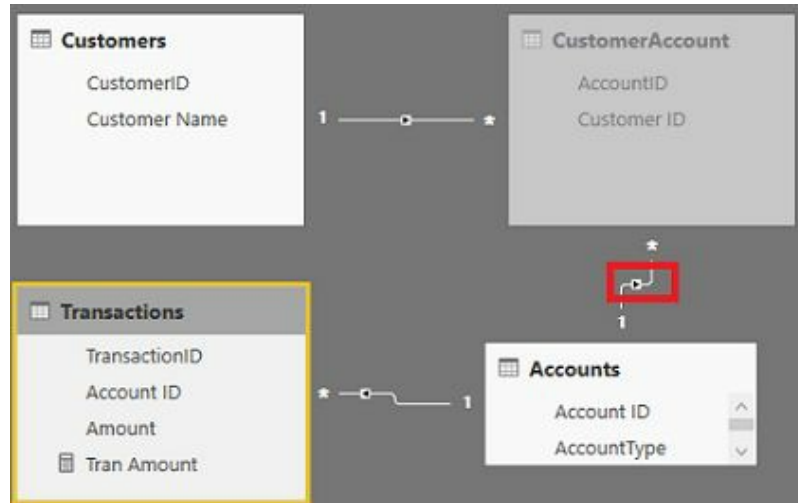 Customers
CustomerID
Customer Name
1
*
CustomerAccount
AccountID
Customer ID
*
1
Transactions
TransactionID
Account ID
Amount
Tran Amount
*
1
Accounts
Account ID
AccountType